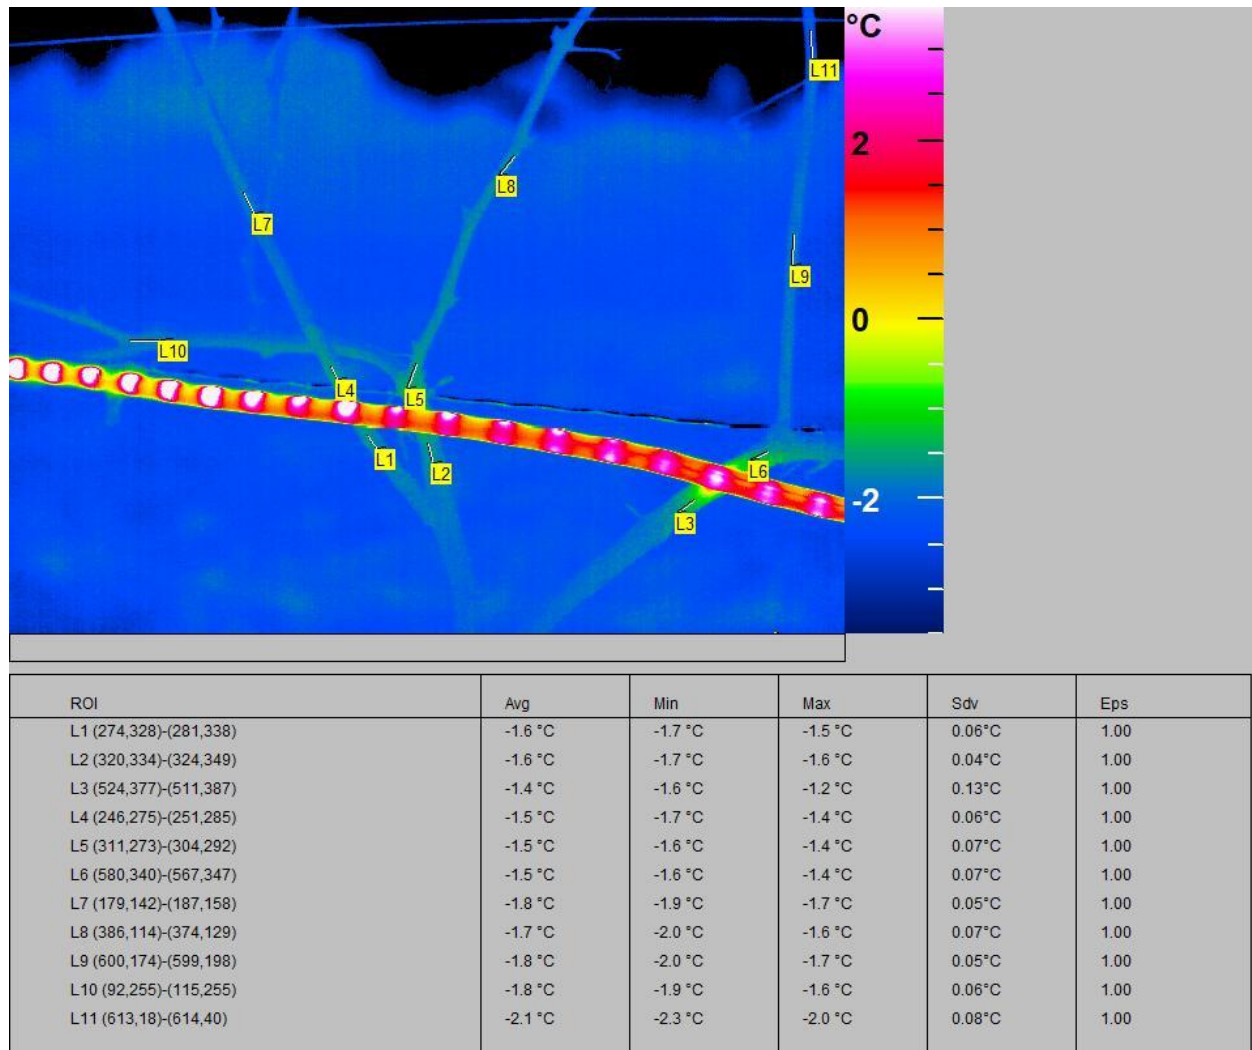 °C
L11
2
L8
L7
L9
0
L10
L4
L5
L1
L6
L2
-2
L3
ROI Avg Min Max Sdv Eps
L1 (274,328)-(281,338) -1.6 °C -1.7 °C -1.5 °C 0.06°C 1.00
L2 (320,334)-(324,349) -1.6 °C -1.7 °C -1.6 °C 0.04°C 1.00
L3 (524,377)-(511,387) -1.4 °C -1.6 °C -1.2 °C 0.13°C 1.00
L4 (246,275)-(251,285) -1.5 °C -1.7 °C -1.4 °C 0.06°C 1.00
L5 (311,273)-(304,292) -1.5 °C -1.6 °C -1.4 °C 0.07°C 1.00
L6 (580,340)-(567,347) -1.5 °C -1.6 °C -1.4 °C 0.07°C 1.00
L7 (179,142)-(187,158) -1.8 °C -1.9 °C -1.7 °C 0.05°C 1.00
L8 (386,114)-(374,129) -1.7 °C -2.0 °C -1.6 °C 0.07°C 1.00
L9 (600,174)-(599,198) -1.8 °C -2.0 °C -1.7 °C 0.05°C 1.00
L10 (92,255)-(115,255) -1.8 °C -1.9 °C -1.6 °C 0.06°C 1.00
L11 (613,18)-(614,40) -2.1 °C -2.3 °C -2.0 °C 0.08°C 1.00